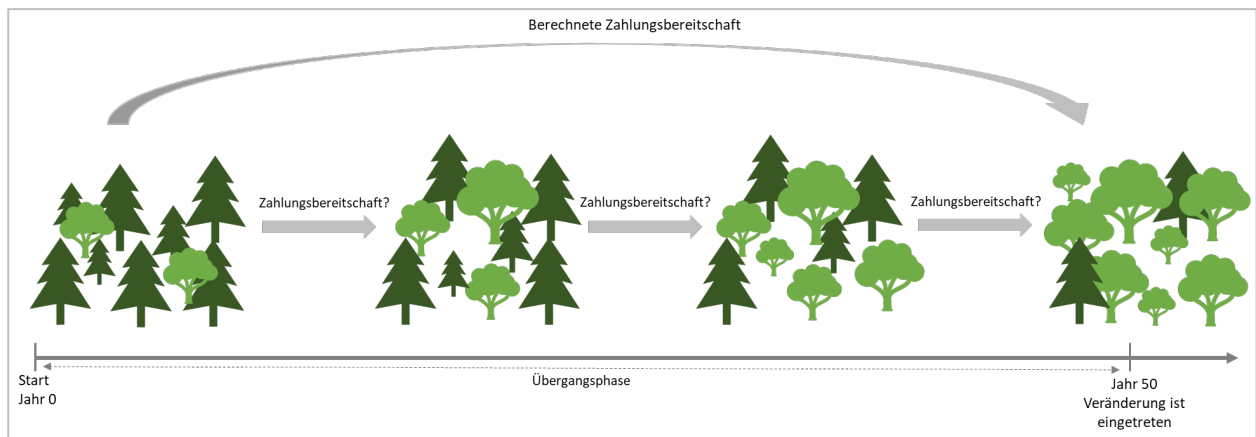 Berechnete Zahlungsbereitschaft
Zahlungsbereitschaft?
Zahlungsbereitschaft?
Zahlungsbereitschaft?
Start
Jahr 0
Übergangsphase
Jahr 50
Veränderung ist
eingetreten